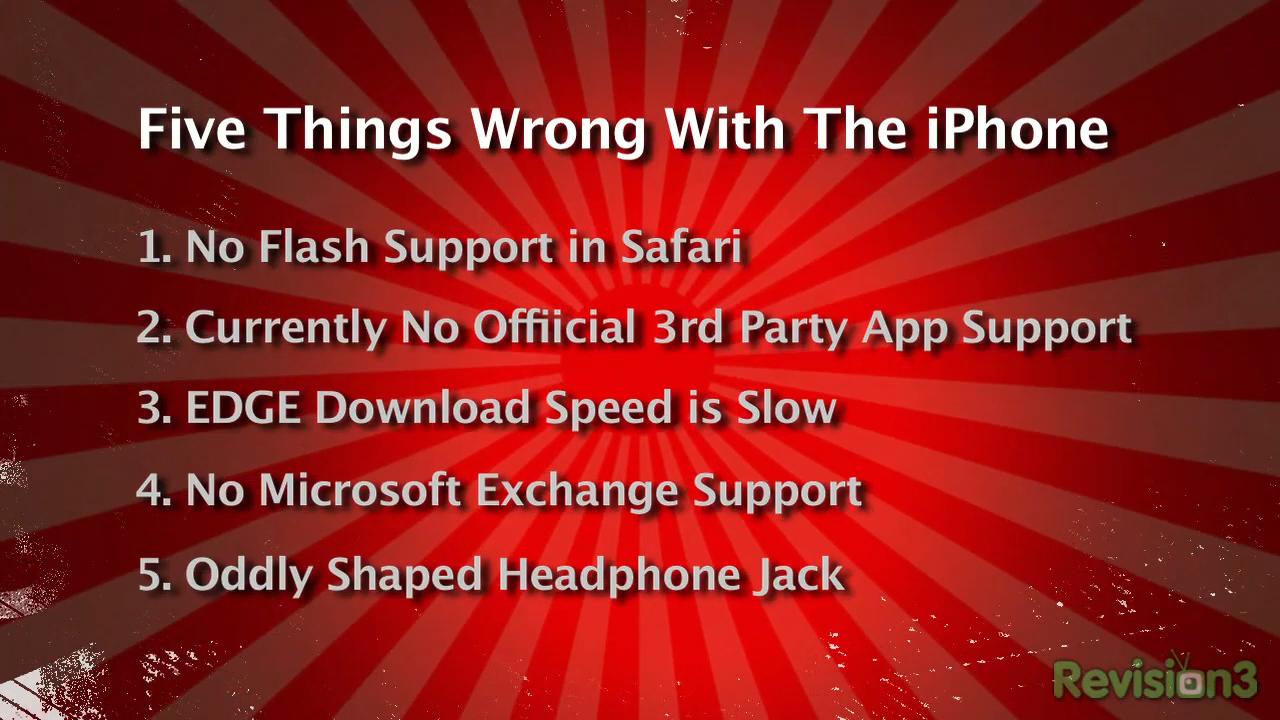 Five Things Wrong With The iPhone
1. No Flash Support in Safari
2. Currently No Offiicial 3rd Party App Support
3. EDGE Download Speed is Slow
4. No Microsoft Exchange Support
5. Oddly Shaped Headphone Jack
Revision3